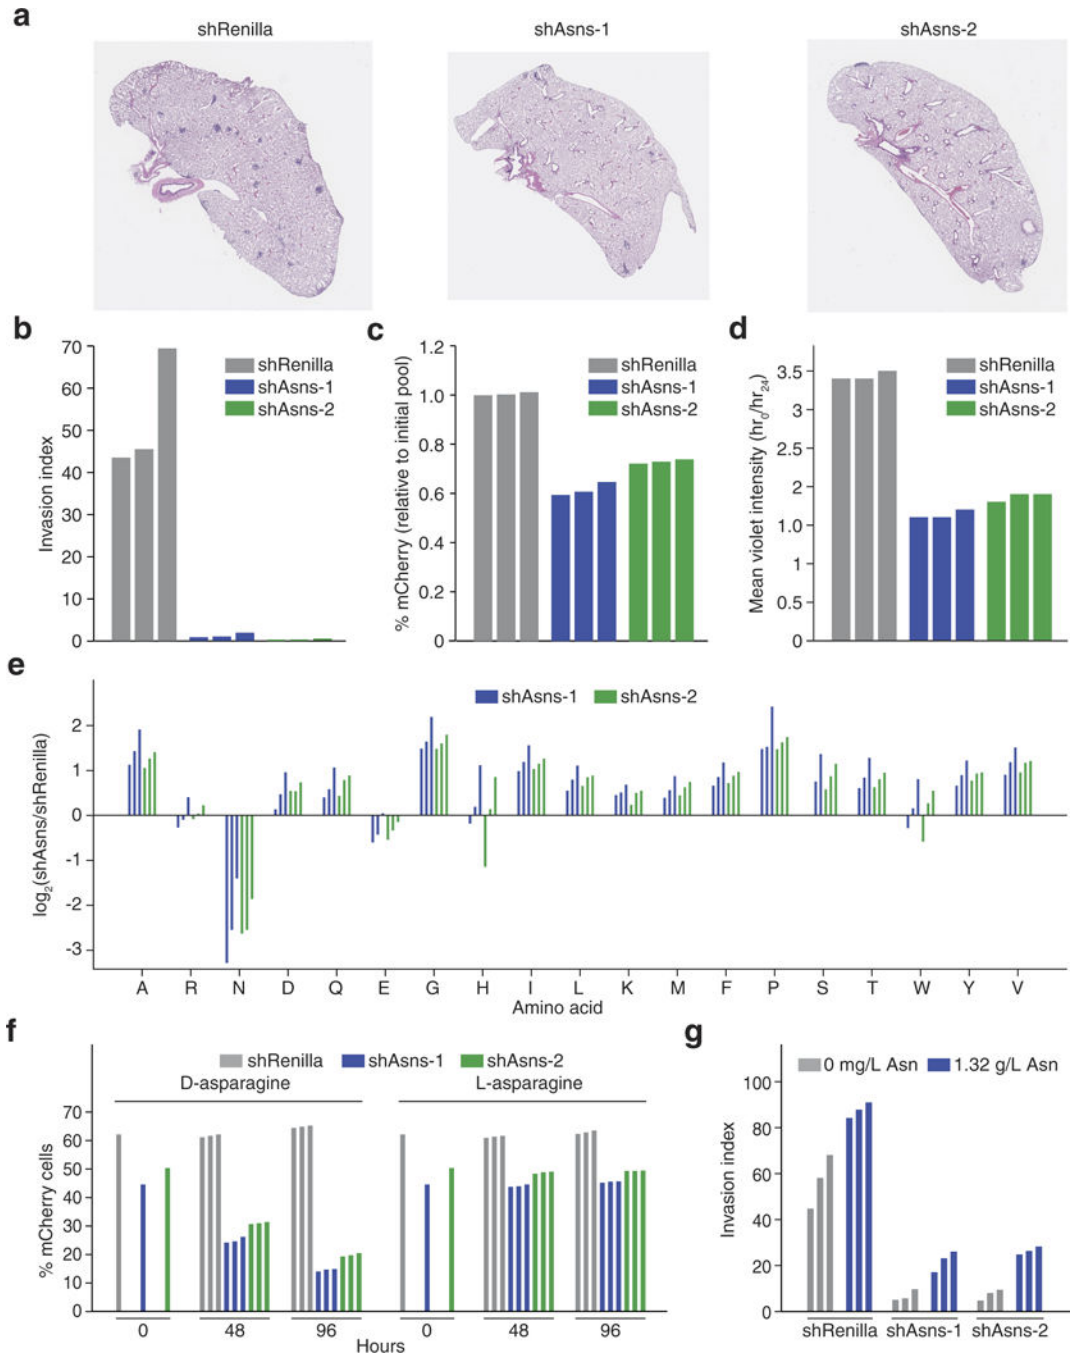 a
shRenilla
shAsns-1
shAsns-2
b
Invasion index
70
60
50
40
30
20
10
0
shRenilla
shAsns-1
shAsns-2
c
% mCherry (relative to initial pool)
1.2
1.0
0.8
0.6
0.4
0.2
0
shRenilla
shAsns-1
shAsns-2
d
Mean violet intensity (hr0/hr24)
3.5
3
2
1.0
1
0.5
0
shRenilla
shAsns-1
shAsns-2
e
log2(shAsns/shRenilla)
2
1
0
-1
-2
-3
shAsns-1 shAsns-2
A R N D Q E G H I L K M F P S T W Y V
Amino acid
f
shRenilla shAsns-1 shAsns-2
D-asparagine L-asparagine
% mCherry cells
70
60
50
40
30
20
10
0
0 48 96 0 48 96
Hours
g
0 mg/L Asn 1.32 g/L Asn
Invasion index
100
80
60
40
20
0
shRenilla shAsns-1 shAsns-2